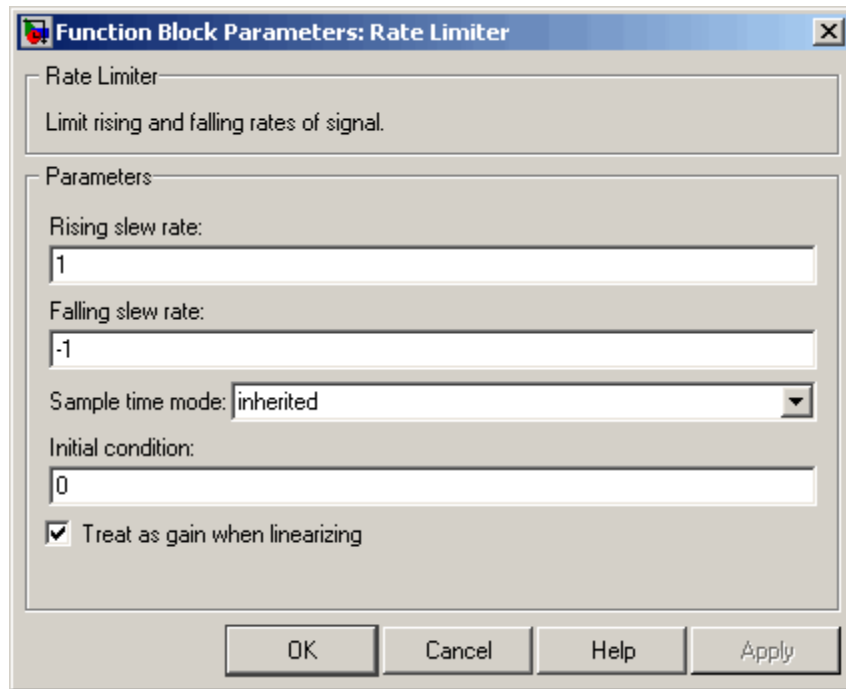 Function Block Parameters: Rate Limiter
Rate Limiter
Limit rising and falling rates of signal.
Parameters
Rising slew rate:
1
Falling slew rate:
-1
Sample time mode: inherited
Initial condition:
0
Treat as gain when linearizing
OK Cancel Help Apply